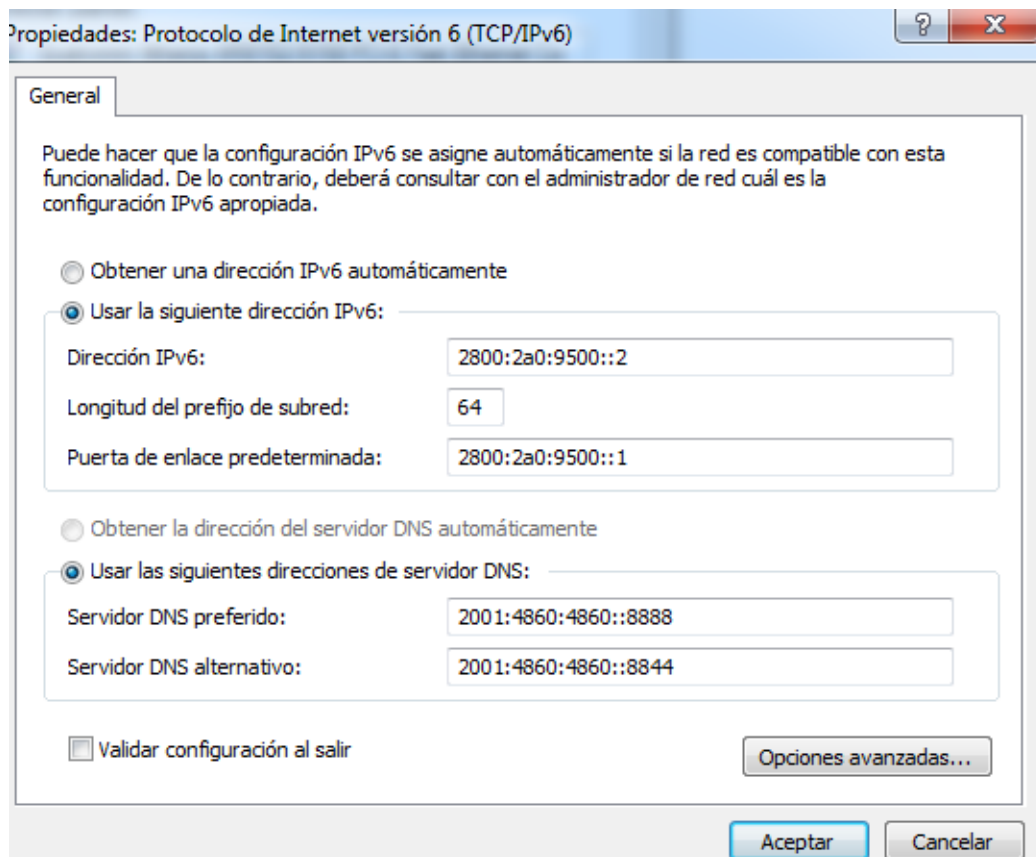 Propiedades: Protocolo de Internet versión 6 (TCP/IPv6)
?
X
General
Puede hacer que la configuración IPv6 se asigne automáticamente si la red es compatible con esta
funcionalidad. De lo contrario, deberá consultar con el administrador de red cuál es la
configuración IPv6 apropiada.
Obtener una dirección IPv6 automáticamente
Usar la siguiente dirección IPv6:
Dirección IPv6: 2800:2a0:9500::2
Longitud del prefijo de subred: 64
Puerta de enlace predeterminada: 2800:2a0:9500::1
Obtener la dirección del servidor DNS automáticamente
Usar las siguientes direcciones de servidor DNS:
Servidor DNS preferido: 2001:4860:4860::8888
Servidor DNS alternativo: 2001:4860:4860::8844
Validar configuración al salir
Opciones avanzadas...
Aceptar Cancelar